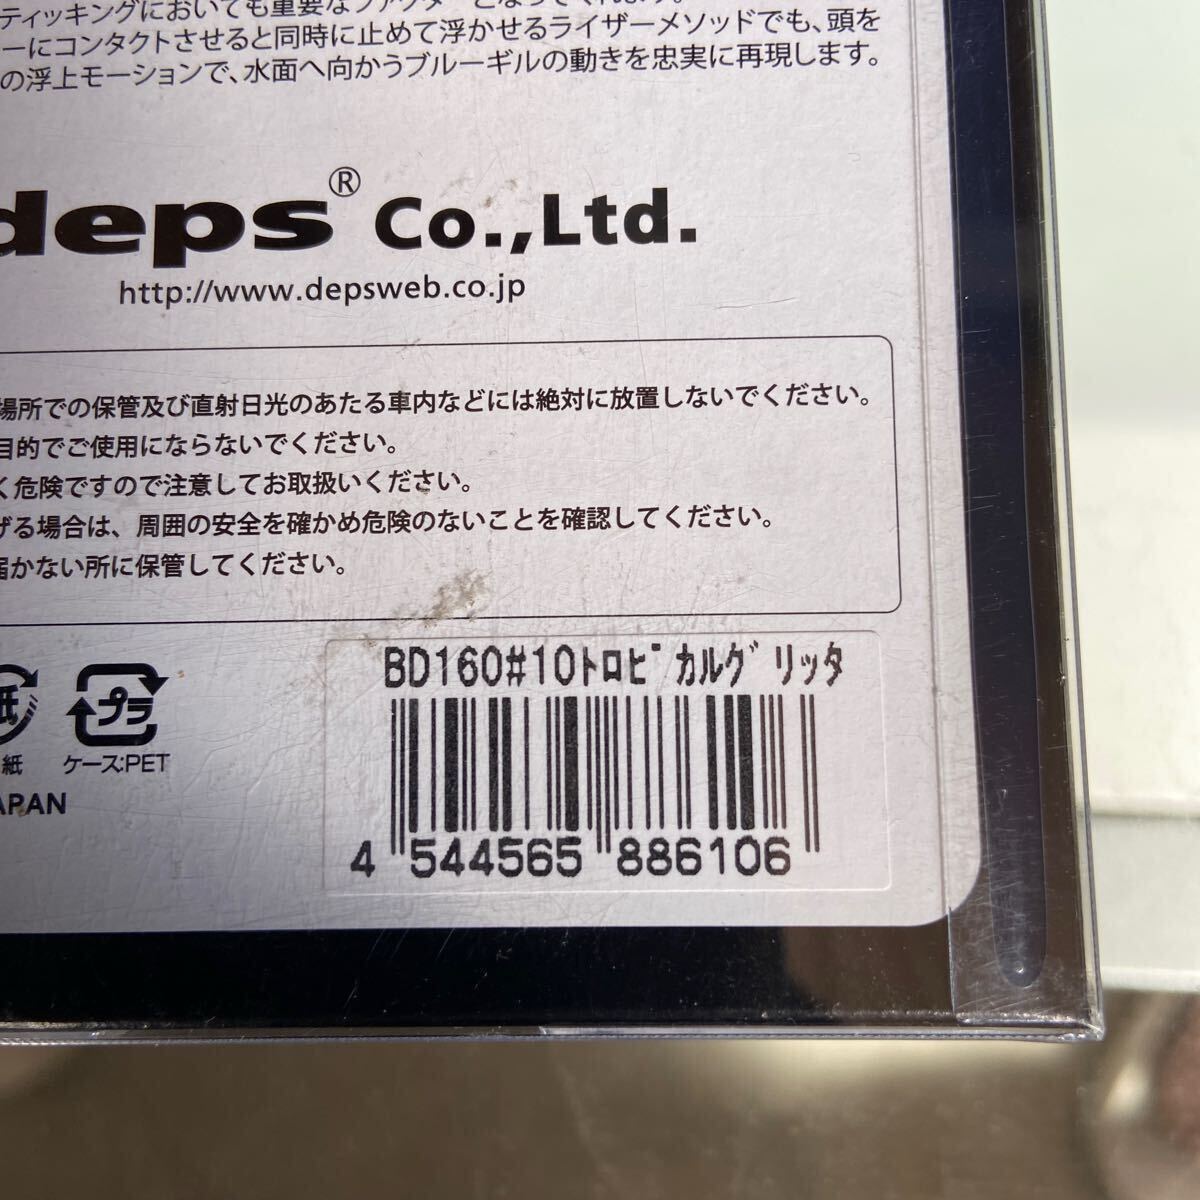 ティッキングにおいても重要なファクターとなってくれます。
ーにコンタクトさせると同時に止めて浮かせるライザーメソッドでも、頭を
の浮上モーションで、水面へ向かうブルーギルの動きを忠実に再現します。
deps® Co.,Ltd.
http://www.depsweb.co.jp
場所での保管及び直射日光のあたる車内などには絶対に放置しないでください。
目的でご使用にならないでください。
く危険ですので注意してお取扱いください。
げる場合は、周囲の安全を確かめ危険のないことを確認してください。
届かない所に保管してください。
BD160#10トロピカルグリッタ
紙 プラ
紙 ケース:PET
APAN
4 544565 886106